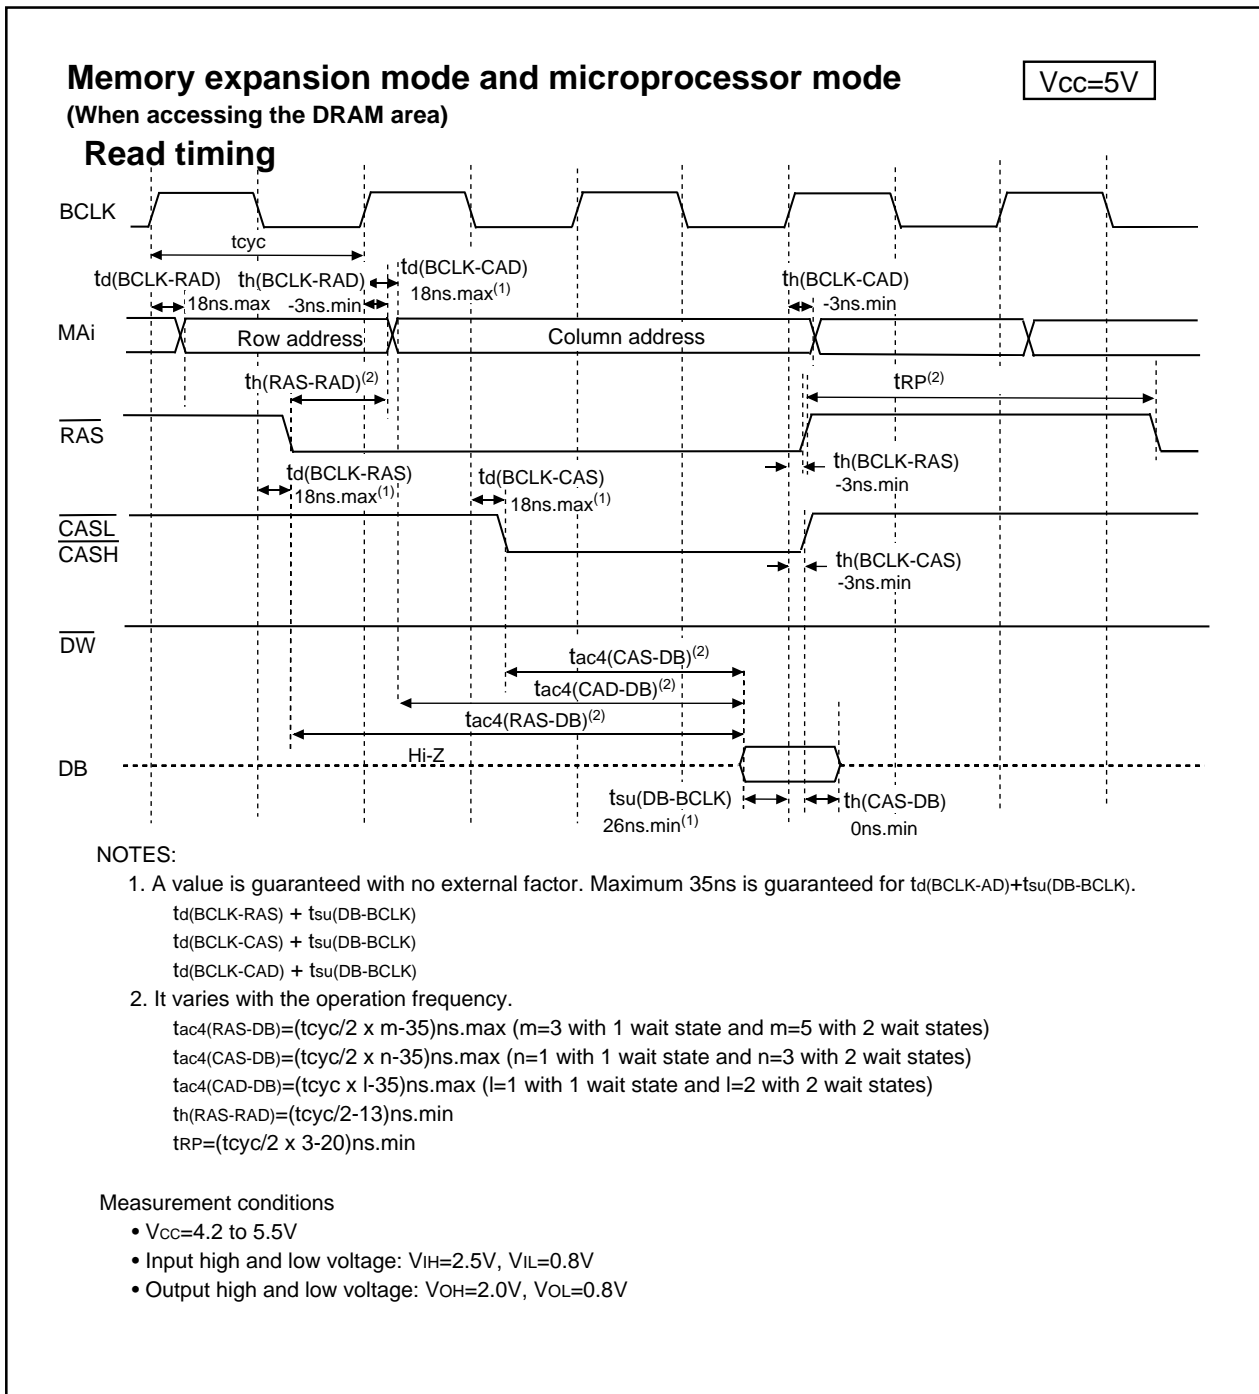 Memory expansion mode and microprocessor mode
Vcc=5V
(When accessing the DRAM area)
Read timing
BCLK
tcyc
td(BCLK-RAD)
18ns.max
th(BCLK-RAD)
-3ns.min
td(BCLK-CAD)
18ns.max(1)
th(BCLK-CAD)
-3ns.min
MAi
Row address
Column address
th(RAS-RAD)(2)
tRP(2)
RAS
td(BCLK-RAS)
18ns.max(1)
td(BCLK-CAS)
18ns.max(1)
th(BCLK-RAS)
-3ns.min
CASL
CASH
th(BCLK-CAS)
-3ns.min
DW
tac4(CAS-DB)(2)
tac4(CAD-DB)(2)
tac4(RAS-DB)(2)
Hi-Z
DB
tsu(DB-BCLK)
26ns.min(1)
th(CAS-DB)
0ns.min
NOTES:
1. A value is guaranteed with no external factor. Maximum 35ns is guaranteed for td(BCLK-AD)+tsu(DB-BCLK).
td(BCLK-RAS) + tsu(DB-BCLK)
td(BCLK-CAS) + tsu(DB-BCLK)
td(BCLK-CAD) + tsu(DB-BCLK)
2. It varies with the operation frequency.
tac4(RAS-DB)=(tcyc/2 x m-35)ns.max (m=3 with 1 wait state and m=5 with 2 wait states)
tac4(CAS-DB)=(tcyc/2 x n-35)ns.max (n=1 with 1 wait state and n=3 with 2 wait states)
tac4(CAD-DB)=(tcyc x l-35)ns.max (l=1 with 1 wait state and l=2 with 2 wait states)
th(RAS-RAD)=(tcyc/2-13)ns.min
tRP=(tcyc/2 x 3-20)ns.min
Measurement conditions
• VCC=4.2 to 5.5V
• Input high and low voltage: VIH=2.5V, VIL=0.8V
• Output high and low voltage: VOH=2.0V, VOL=0.8V